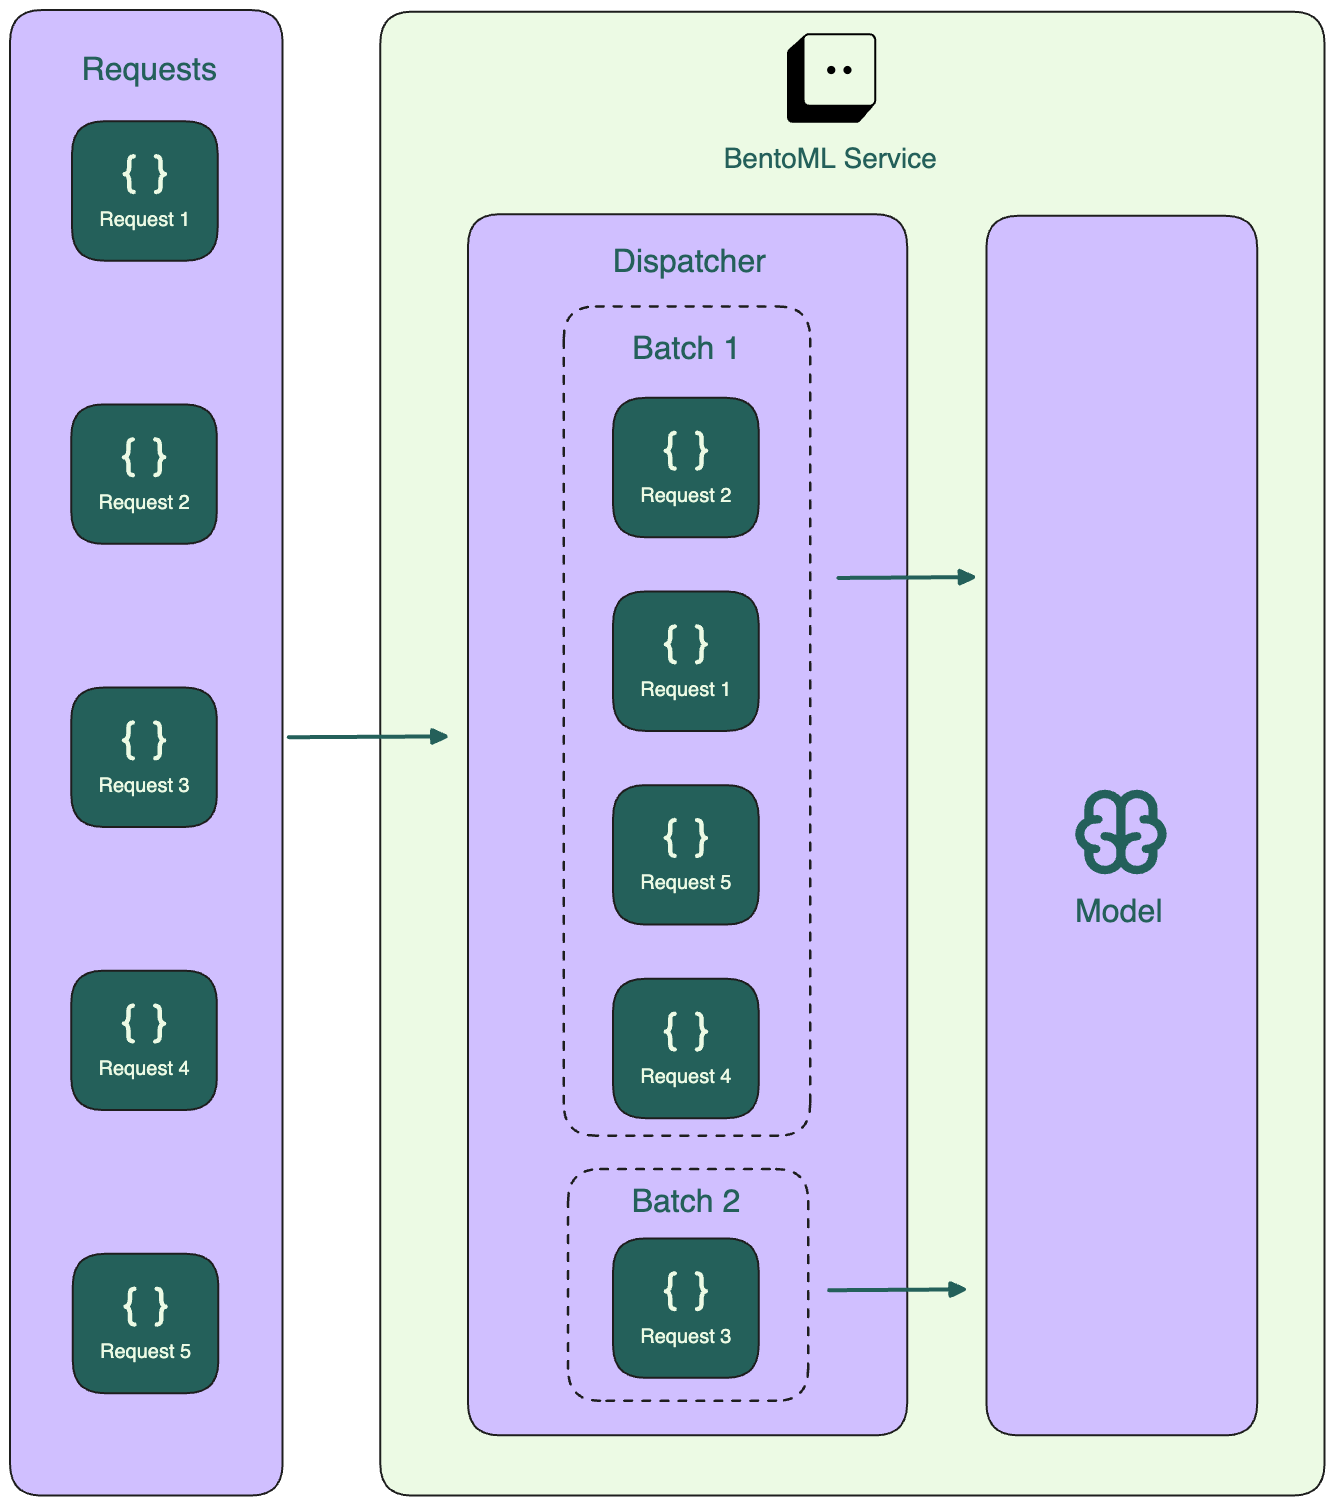 Requests
{ }
Request 1
{ }
Request 2
{ }
Request 3
{ }
Request 4
{ }
Request 5
BentoML Service
Dispatcher
Batch 1
{ }
Request 2
{ }
Request 1
{ }
Request 5
{ }
Request 4
Batch 2
{ }
Request 3
Model